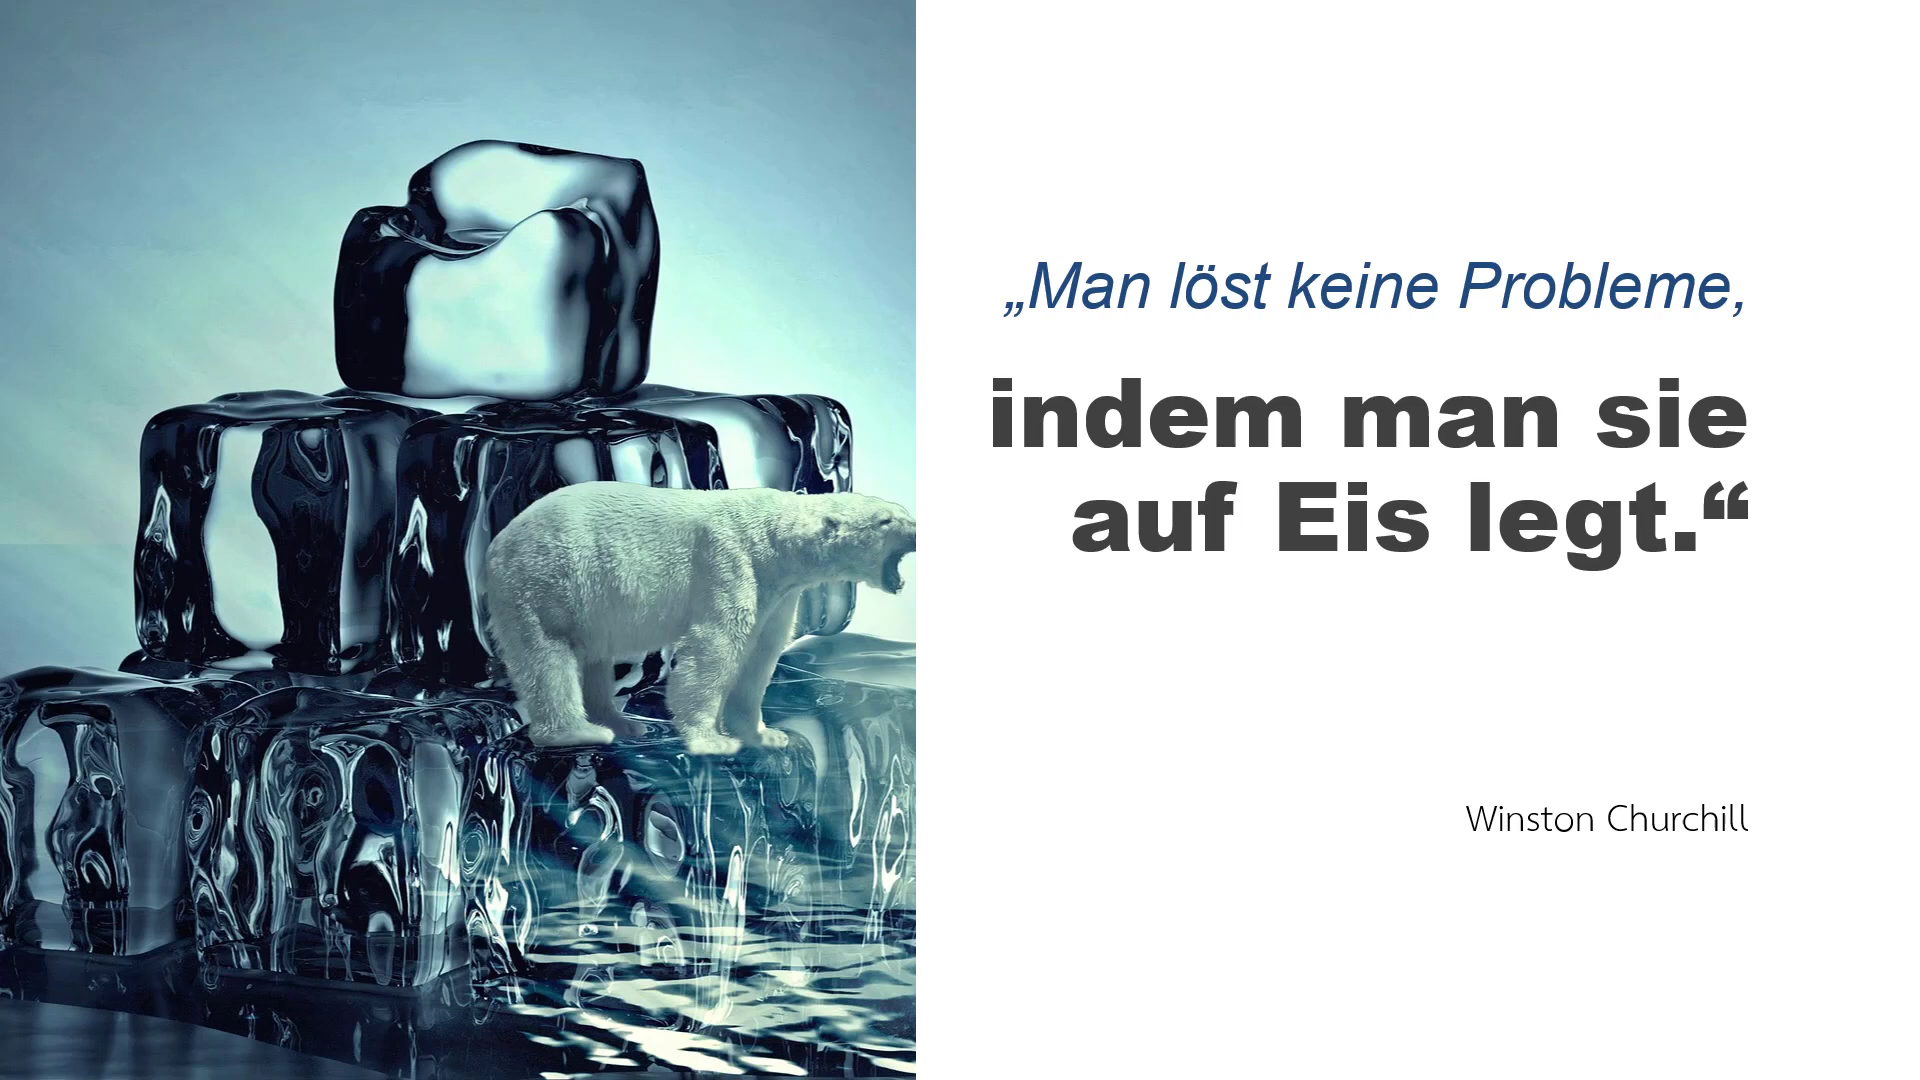 „Man löst keine Probleme,
indem man sie
auf Eis legt.“
Winston Churchill